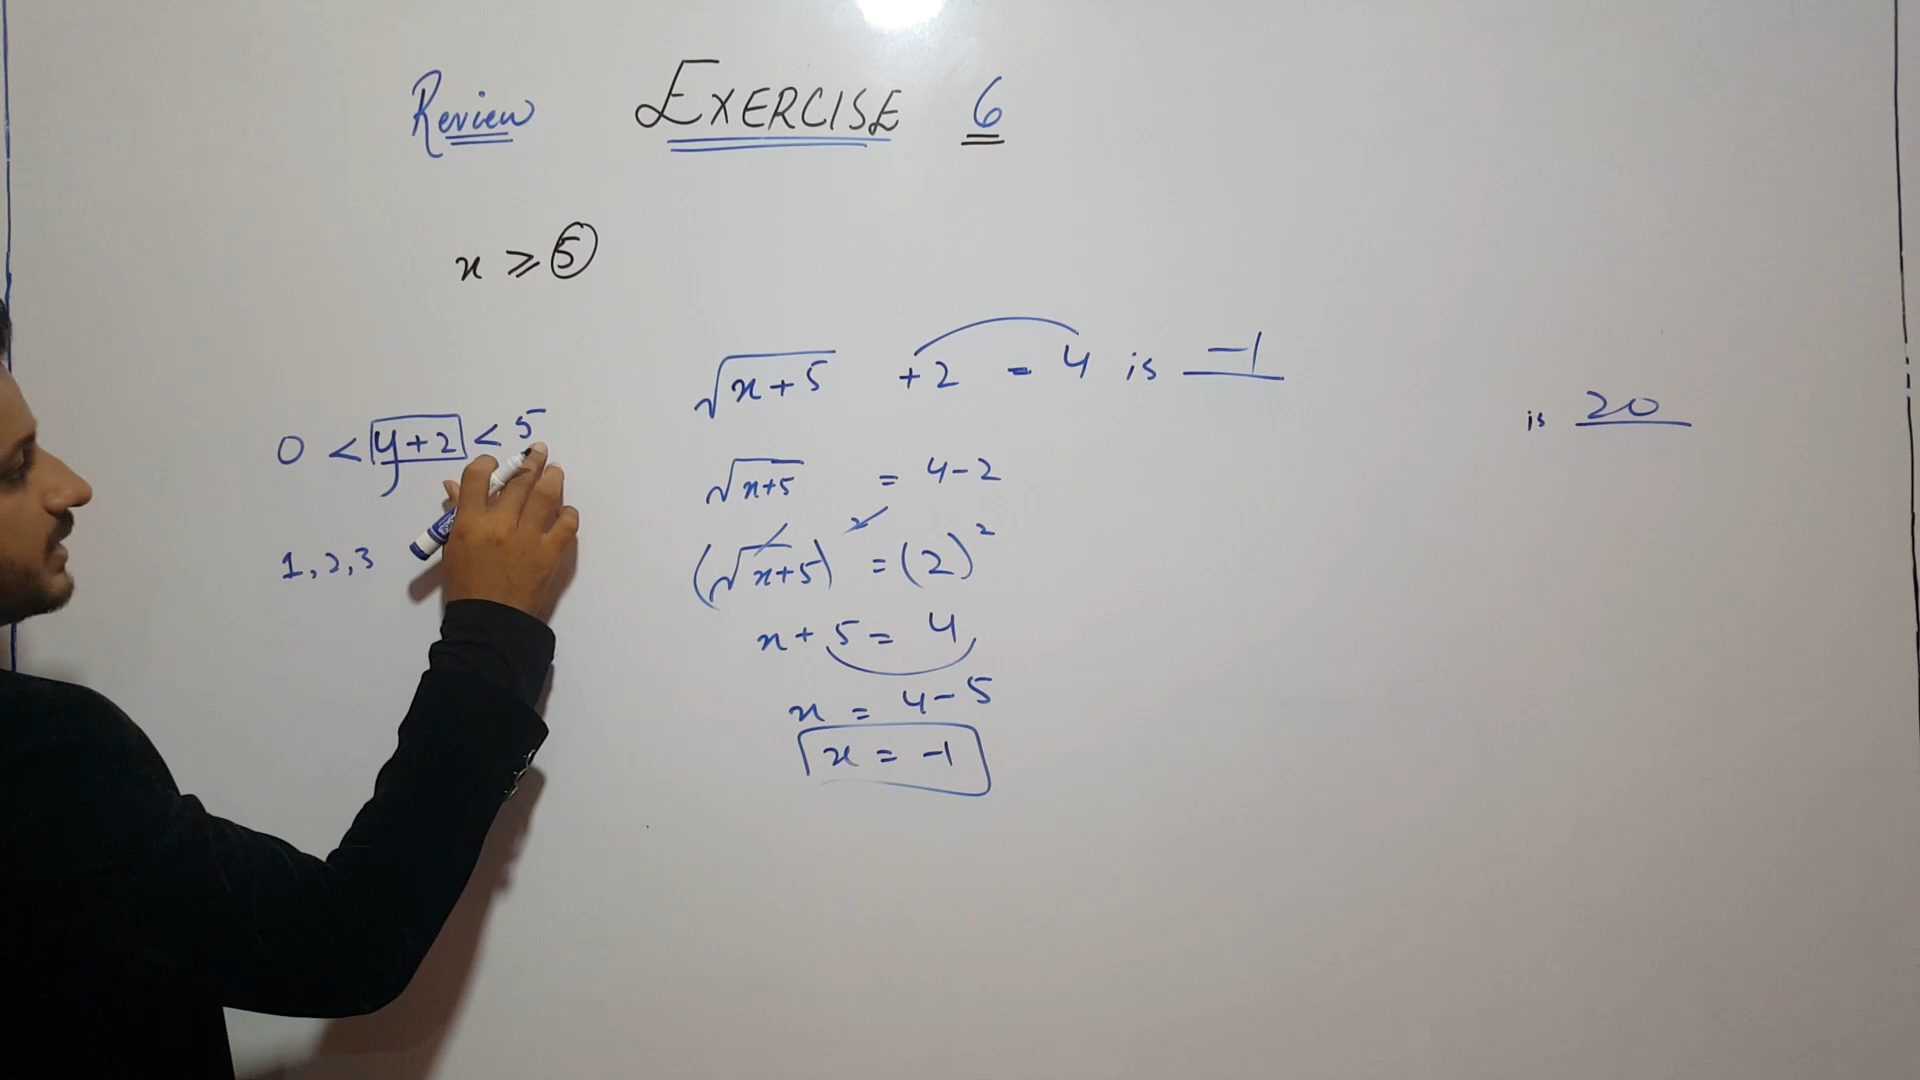 Review EXERCISE 6
x ≥ 5
√x+5 +2 = 4 is -1
is 20
0 < y+2 < 5
√x+5 = 4-2
1,2,3
(√x+5)² = (2)²
x+5 = 4
x = 4-5
x = -1